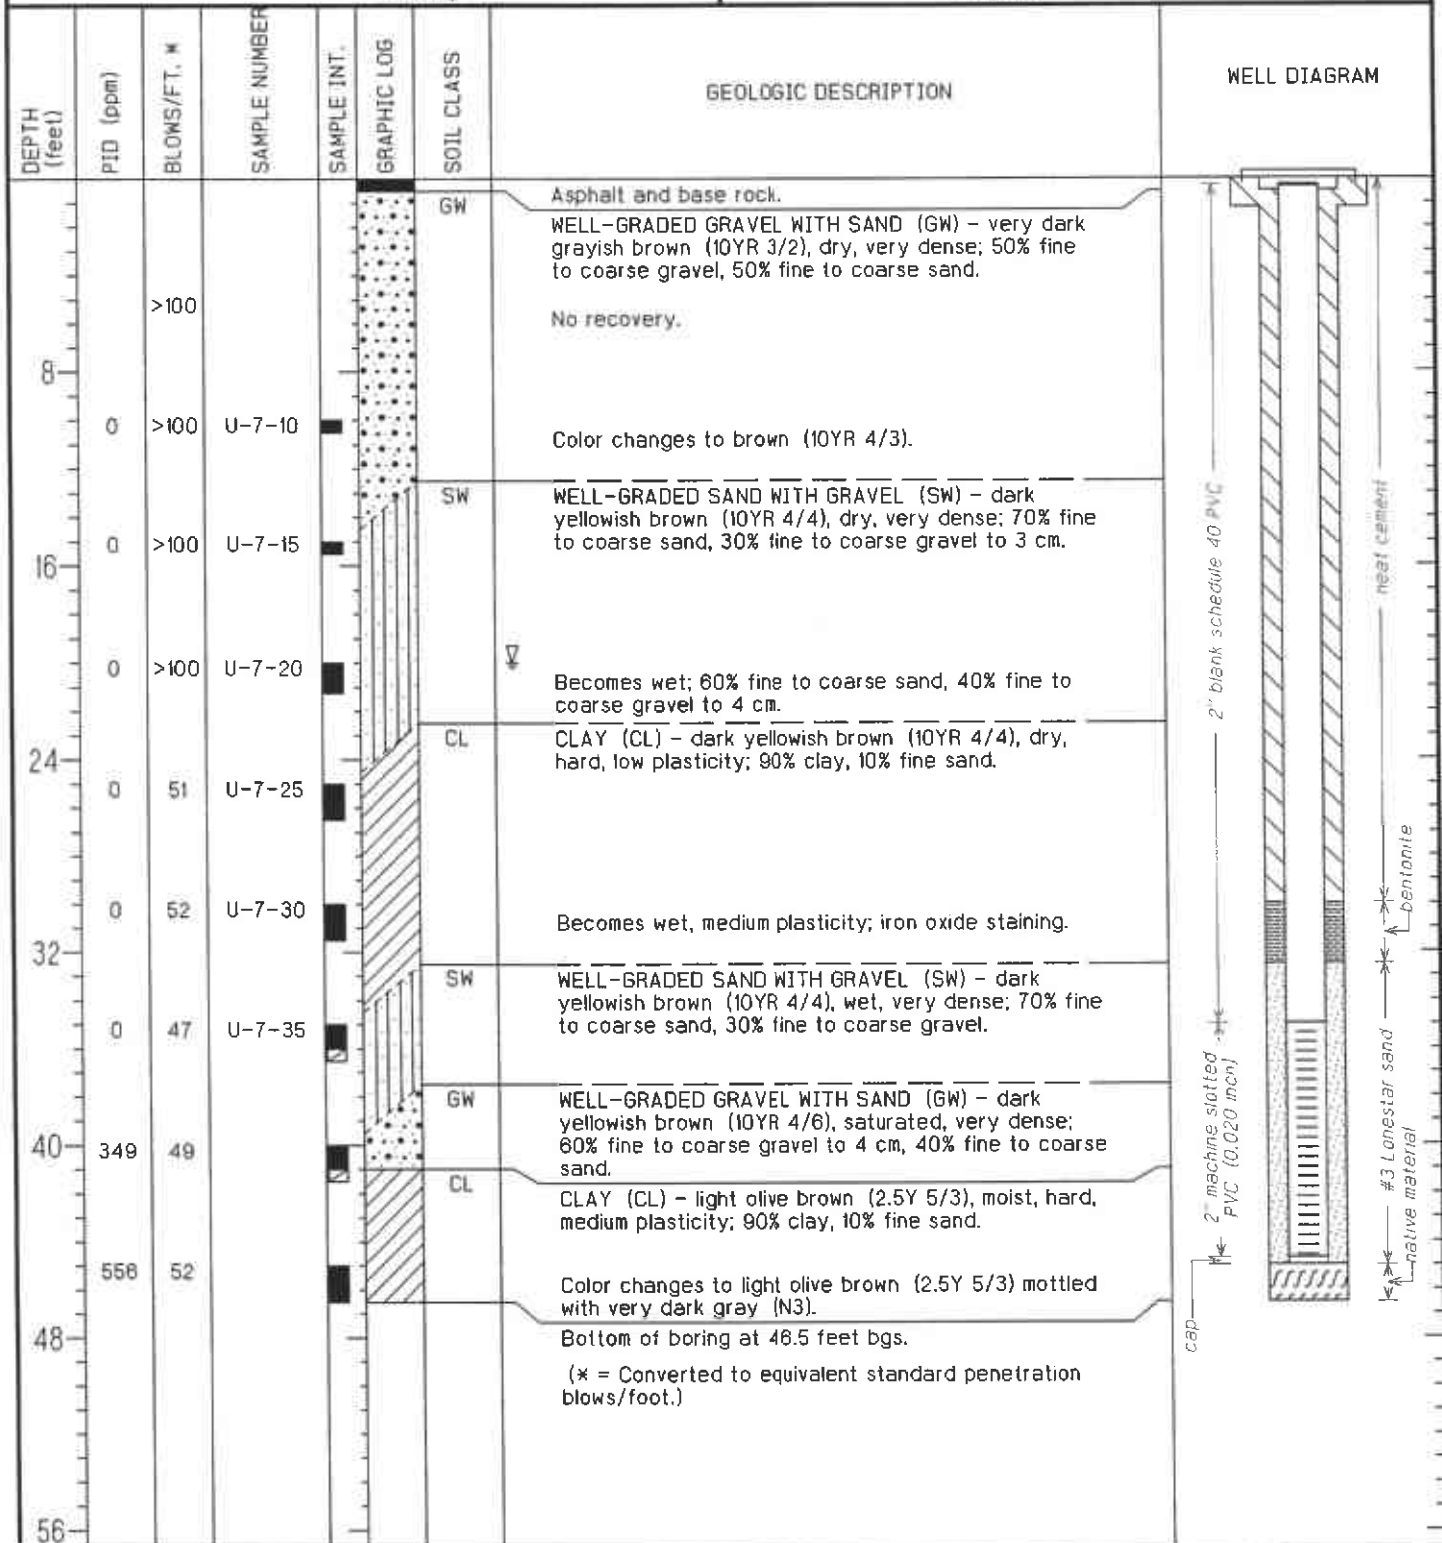 DEPTH
(feet)
PID (ppm)
BLOWS/FT. *
SAMPLE NUMBER
SAMPLE INT.
GRAPHIC LOG
SOIL CLASS
GEOLOGIC DESCRIPTION
WELL DIAGRAM
Asphalt and base rock.
GW
WELL-GRADED GRAVEL WITH SAND (GW) - very dark
grayish brown (10YR 3/2), dry, very dense; 50% fine
to coarse gravel, 50% fine to coarse sand.
>100
No recovery.
8
0 >100 U-7-10
Color changes to brown (10YR 4/3).
SW
WELL-GRADED SAND WITH GRAVEL (SW) - dark
yellowish brown (10YR 4/4), dry, very dense; 70% fine
to coarse sand, 30% fine to coarse gravel to 3 cm.
0 >100 U-7-15
16
0 >100 U-7-20
Becomes wet; 60% fine to coarse sand, 40% fine to
coarse gravel to 4 cm.
CL
CLAY (CL) - dark yellowish brown (10YR 4/4), dry,
hard, low plasticity; 90% clay, 10% fine sand.
24
0 51 U-7-25
0 52 U-7-30
Becomes wet, medium plasticity; iron oxide staining.
32
SW
WELL-GRADED SAND WITH GRAVEL (SW) - dark
yellowish brown (10YR 4/4), wet, very dense; 70% fine
to coarse sand, 30% fine to coarse gravel.
0 47 U-7-35
GW
WELL-GRADED GRAVEL WITH SAND (GW) - dark
yellowish brown (10YR 4/6), saturated, very dense;
60% fine to coarse gravel to 4 cm, 40% fine to coarse
sand.
40
349 49
CL
CLAY (CL) - light olive brown (2.5Y 5/3), moist, hard,
medium plasticity; 90% clay, 10% fine sand.
556 52
Color changes to light olive brown (2.5Y 5/3) mottled
with very dark gray (N3).
48
Bottom of boring at 46.5 feet bgs.
(* = Converted to equivalent standard penetration
blows/foot.)
56
2" blank schedule 40 PVC
2" machine slotted
PVC (0.020 inch)
cap
neat cement
bentonite
#3 Lonestar sand
native material